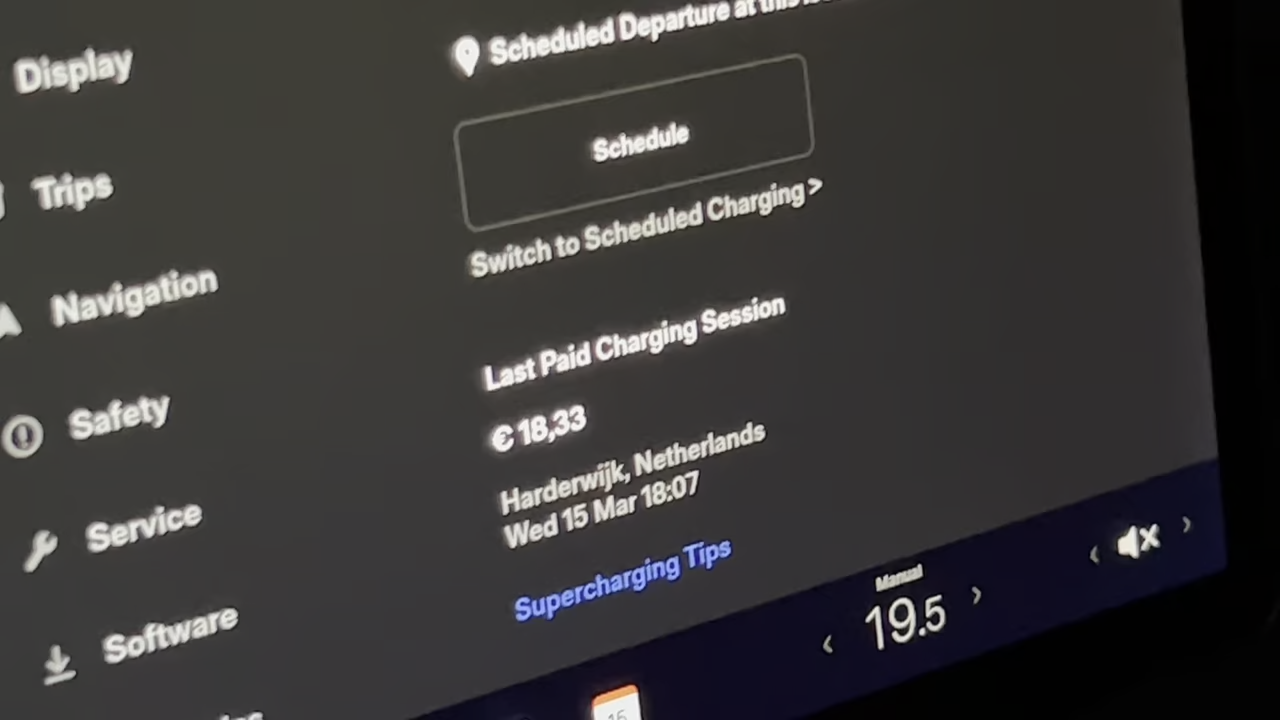 Display
Trips
Navigation
Safety
Service
Software
Scheduled Departure at
Schedule
Switch to Scheduled Charging >
Last Paid Charging Session
€ 18,33
Harderwijk, Netherlands
Wed 15 Mar 18:07
Supercharging Tips
Manual
19.5
15